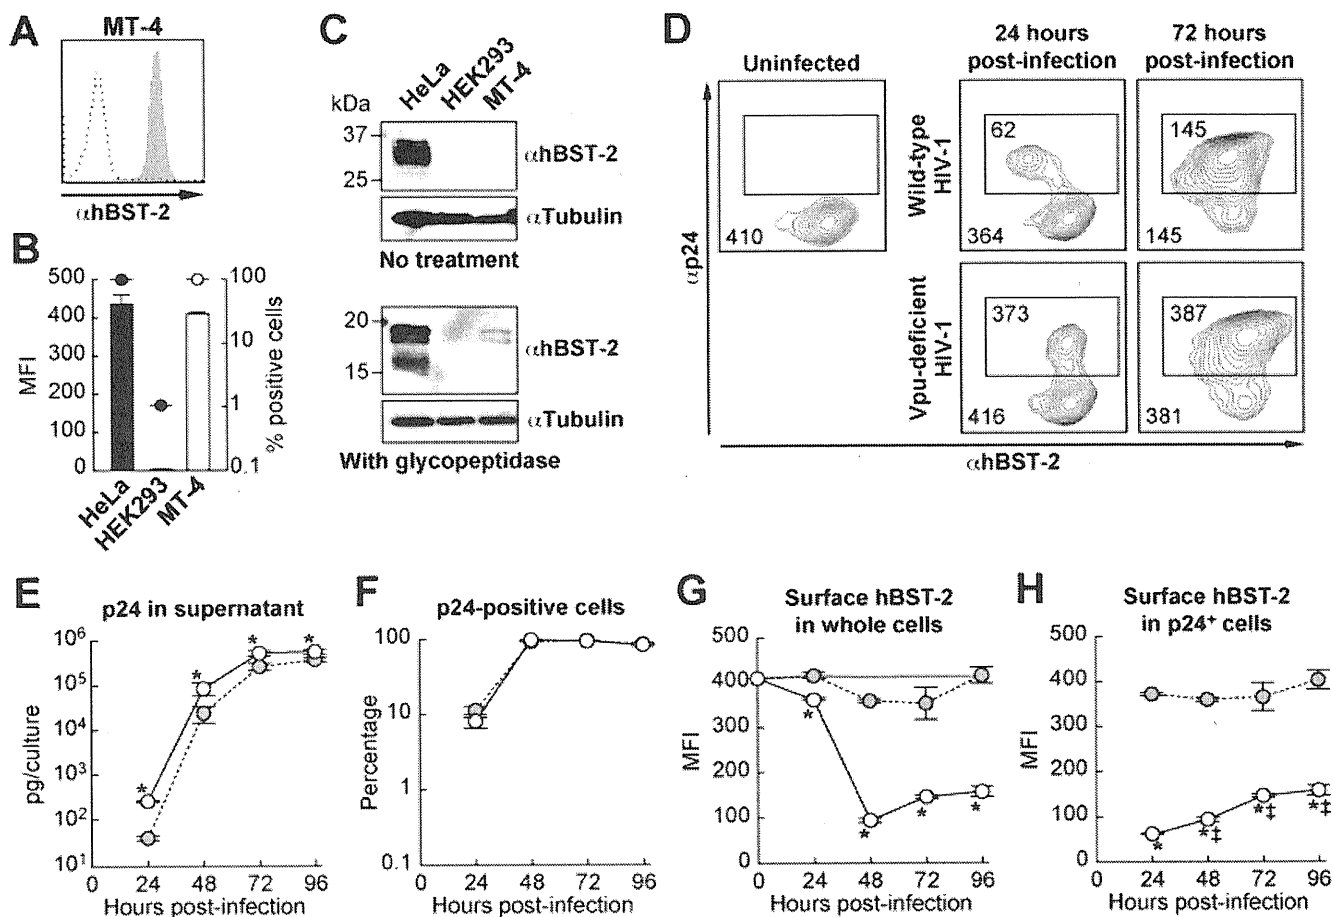 A
MT-4
αhBST-2
B
MFI
500
400
300
200
100
0
100
10
1
0.1
% positive cells
HeLa
HEK293
MT-4
C
HeLa
HEK293
MT-4
kDa
37
25
αhBST-2
αTubulin
No treatment
20
15
αhBST-2
αTubulin
With glycopeptidase
D
Uninfected
24 hours
post-infection
72 hours
post-infection
αp24
410
Wild-type
HIV-1
62
364
145
145
Vpu-deficient
HIV-1
373
416
387
381
αhBST-2
E
p24 in supernatant
pg/culture
10⁶
10⁵
10⁴
10³
10²
10¹
* * * *
0 24 48 72 96
Hours post-infection
F
p24-positive cells
Percentage
100
10
1
0.1
0 24 48 72 96
Hours post-infection
G
Surface hBST-2
in whole cells
MFI
500
400
300
200
100
0
* * * *
0 24 48 72 96
Hours post-infection
H
Surface hBST-2
in p24⁺ cells
MFI
500
400
300
200
100
0
* *‡ *‡ *‡
0 24 48 72 96
Hours post-infection